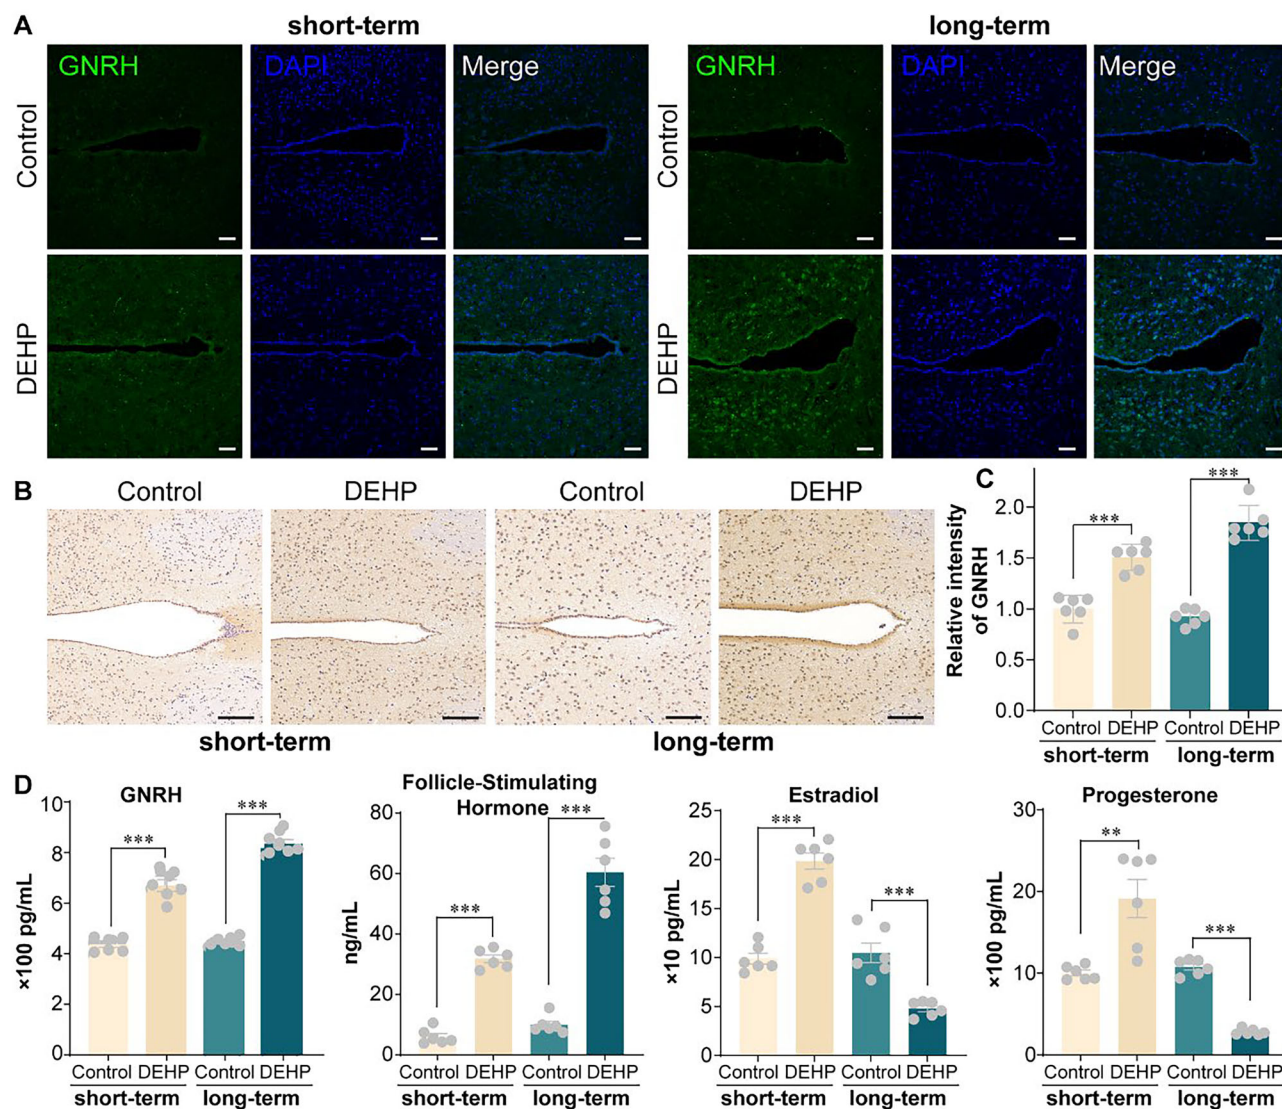 A
short-term
long-term
GNRH
DAPI
Merge
GNRH
DAPI
Merge
Control
Control
DEHP
DEHP
B
Control
DEHP
Control
DEHP
short-term
long-term
C
Relative intensity
of GNRH
2.0
1.5
1.0
0.5
0.0
***
***
Control DEHP Control DEHP
short-term long-term
D
GNRH
×100 pg/mL
10
8
6
4
2
0
***
***
Control DEHP Control DEHP
short-term long-term
Follicle-Stimulating
Hormone
ng/mL
80
60
40
20
0
***
***
Control DEHP Control DEHP
short-term long-term
Estradiol
×10 pg/mL
25
20
15
10
5
0
***
***
Control DEHP Control DEHP
short-term long-term
Progesterone
×100 pg/mL
30
20
10
0
**
***
Control DEHP Control DEHP
short-term long-term